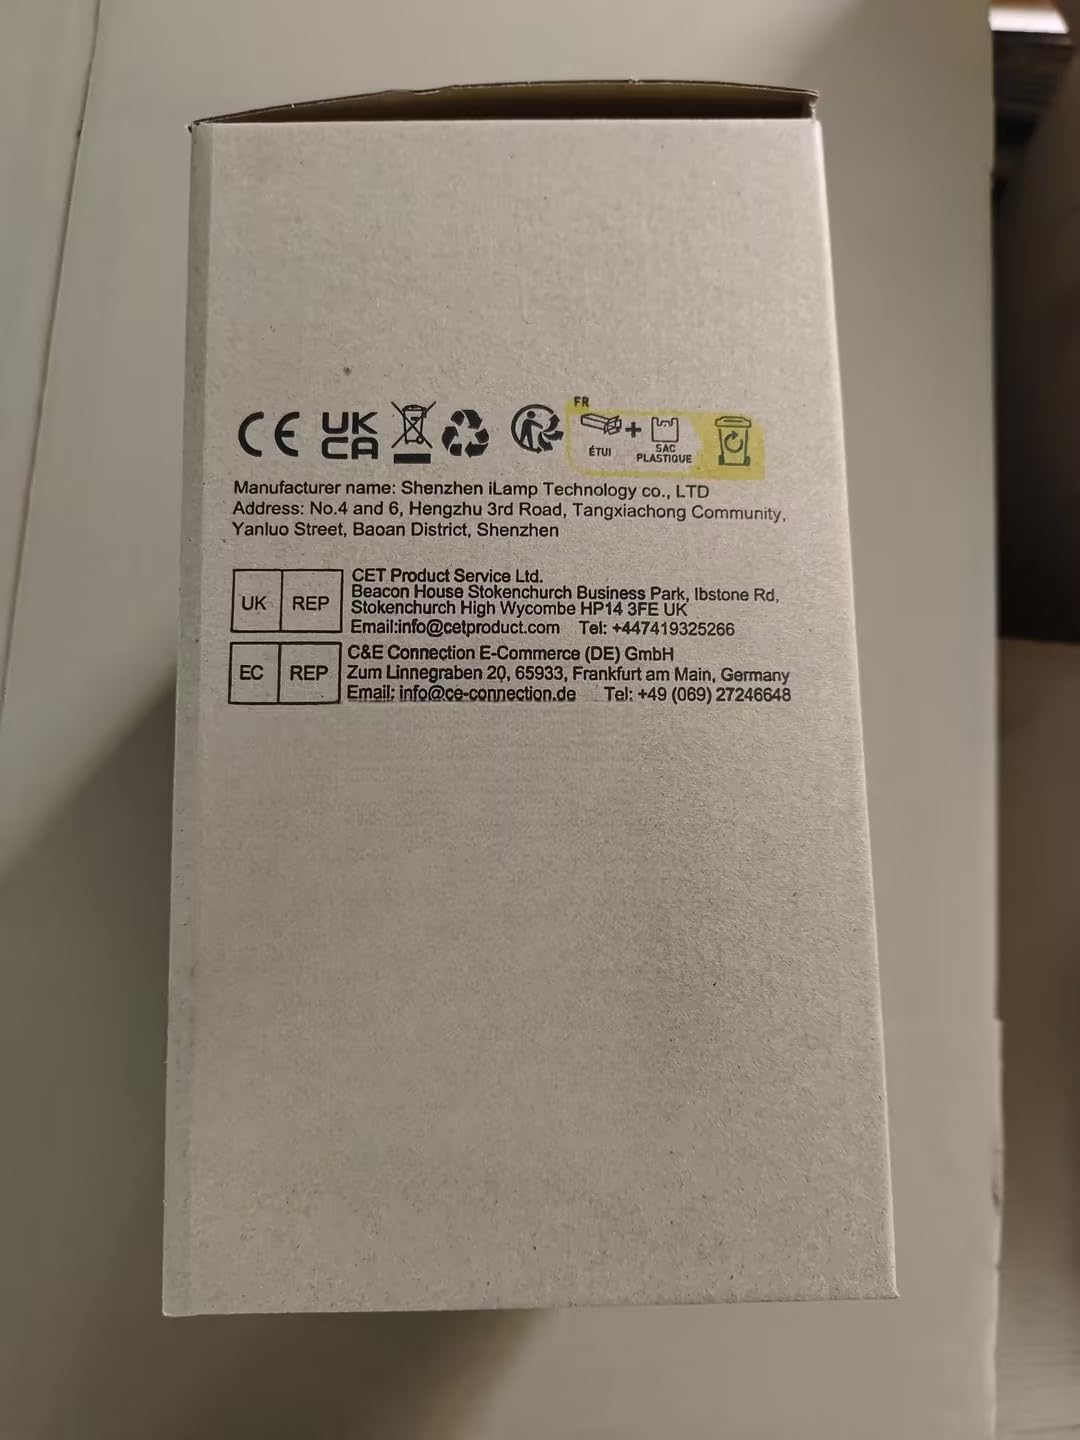 CE UK CA
FR
ÉTUI + SAC PLASTIQUE
Manufacturer name: Shenzhen iLamp Technology co., LTD
Address: No.4 and 6, Hengzhu 3rd Road, Tangxiachong Community,
Yanluo Street, Baoan District, Shenzhen
UK REP
CET Product Service Ltd.
Beacon House Stokenchurch Business Park, Ibstone Rd,
Stokenchurch High Wycombe HP14 3FE UK
Email:info@cetproduct.com Tel: +447419325266
EC REP
C&E Connection E-Commerce (DE) GmbH
Zum Linnegraben 20, 65933, Frankfurt am Main, Germany
Email: info@ce-connection.de Tel: +49 (069) 27246648